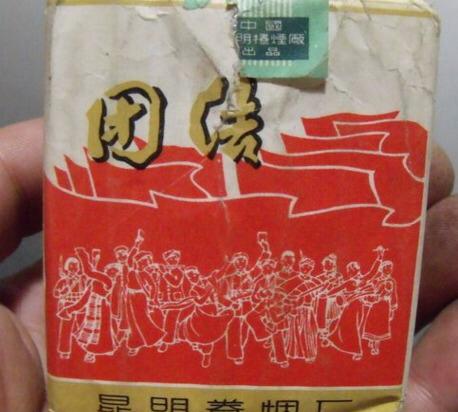 中國
明捲煙廠
出品
团结
昆明卷烟厂